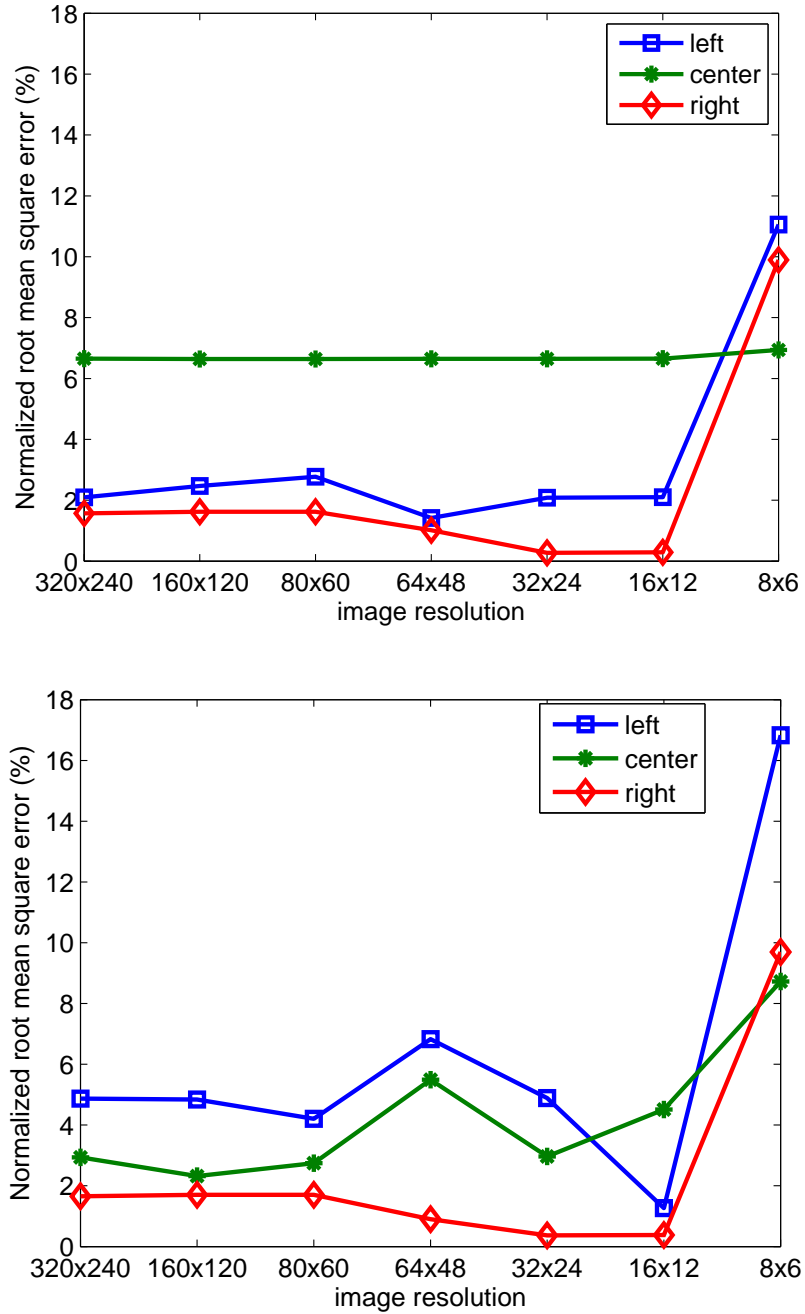 18
16
14
12
10
8
6
4
2
0
Normalized root mean square error (%)
left
center
right
320x240 160x120 80x60 64x48 32x24 16x12 8x6
image resolution
18
16
14
12
10
8
6
4
2
0
Normalized root mean square error (%)
left
center
right
320x240 160x120 80x60 64x48 32x24 16x12 8x6
image resolution